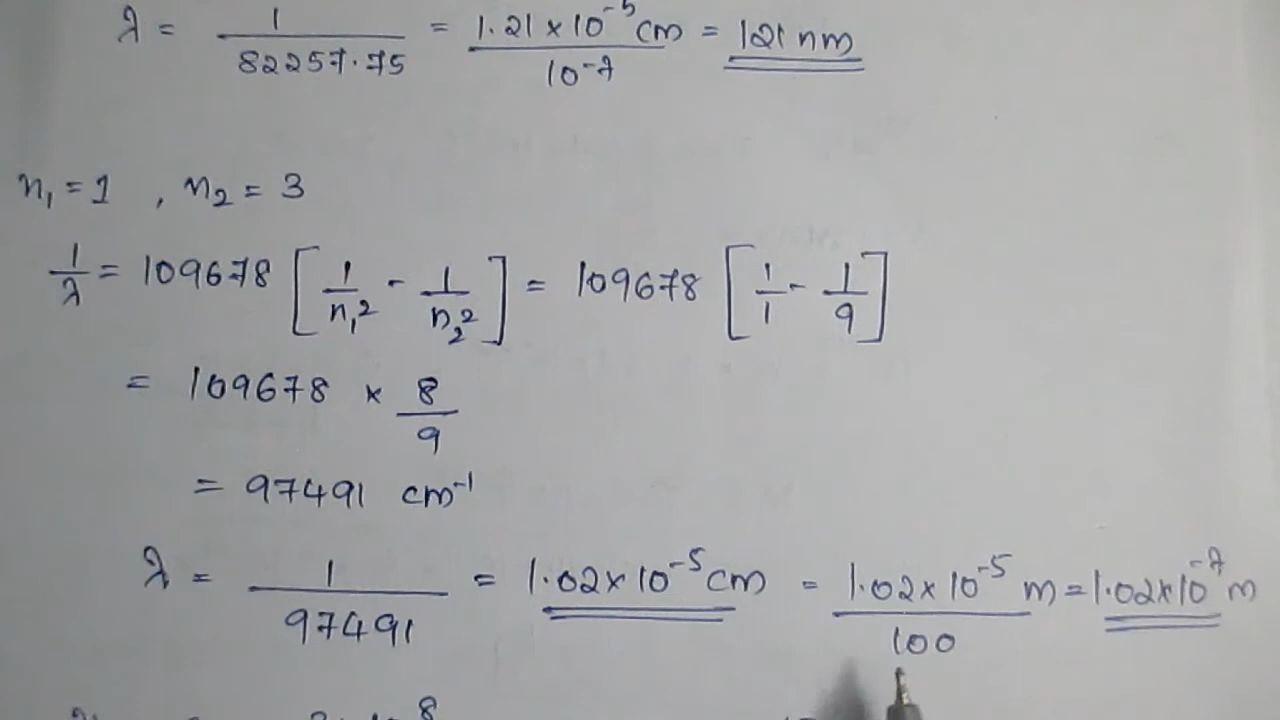 λ = 1/82257.75 = 1.21 × 10⁻⁵ cm/10⁻⁷ = 121 nm
n₁ = 1 , n₂ = 3
1/λ = 109678 [1/n₁² - 1/n₂²] = 109678 [1/1 - 1/9]
= 109678 × 8/9
= 97491 cm⁻¹
λ = 1/97491 = 1.02 × 10⁻⁵ cm = 1.02 × 10⁻⁵/100 m = 1.02 × 10⁻⁷ m